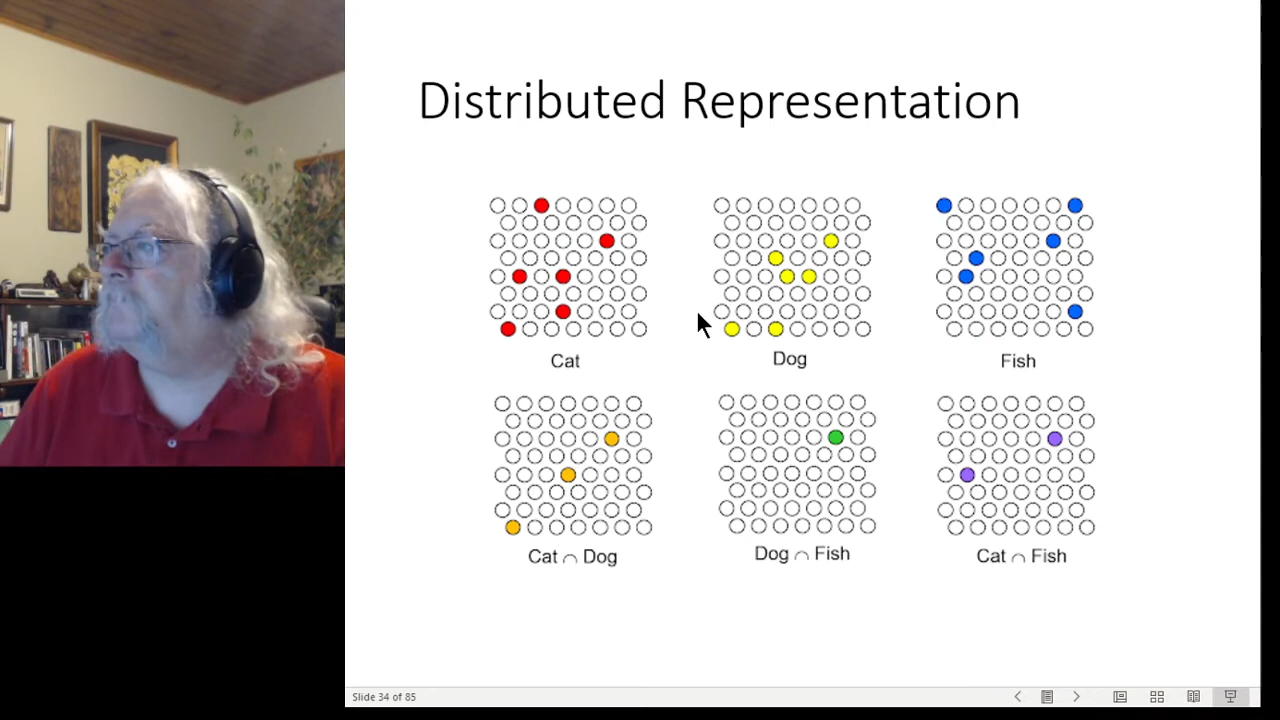 Distributed Representation
Cat
Dog
Fish
Cat ∩ Dog
Dog ∩ Fish
Cat ∩ Fish
Slide 34 of 85